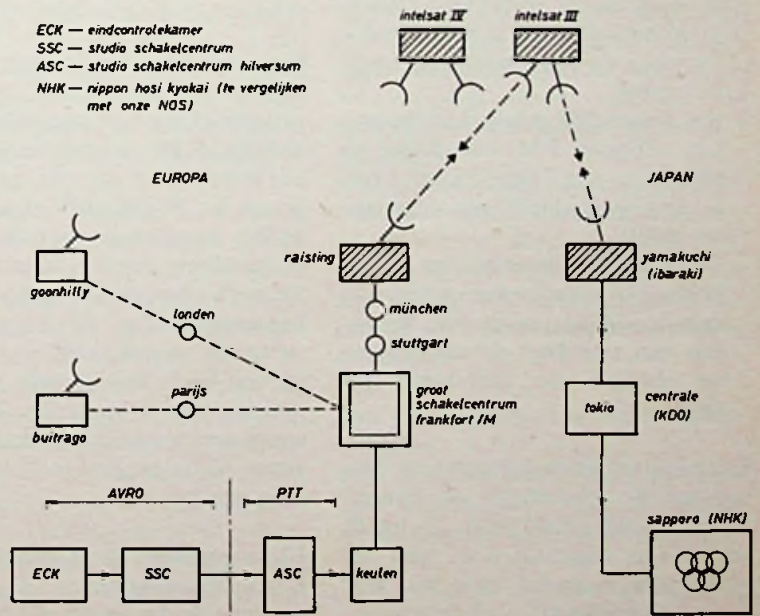 intelsat IV
intelsat III
ECK — eindcontrolekamer
SSC — studio schakelcentrum
ASC — studio schakelcentrum hilversum
NHK — nippon hosi kyokai (te vergelijken
met onze NOS)
EUROPA
JAPAN
raisting
yamakuchi
(ibaraki)
goonhilly
londen
münchen
stuttgart
parijs
buitrago
groot
schakelcentrum
frankfort /M
tokio
centrale
(KDO)
AVRO
PTT
sapporo (NHK)
ECK
SSC
ASC
keulen